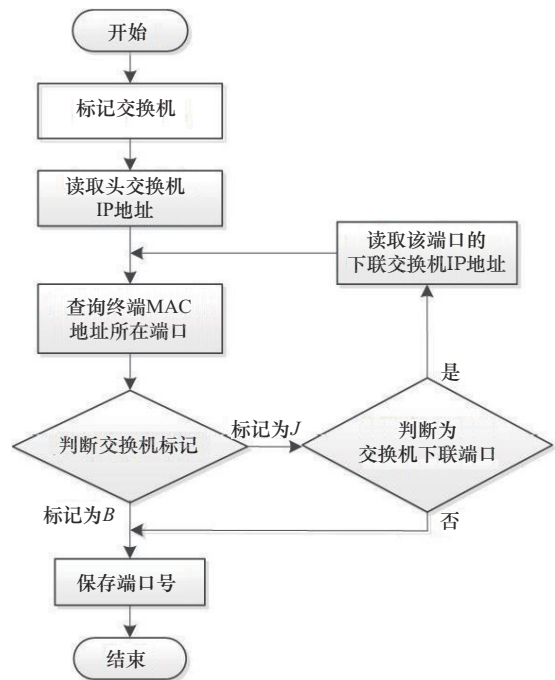 开始
标记交换机
读取头交换机
IP地址
读取该端口的
下联交换机IP地址
查询终端MAC
地址所在端口
是
判断交换机标记
标记为J
判断为
交换机下联端口
标记为B
否
保存端口号
结束